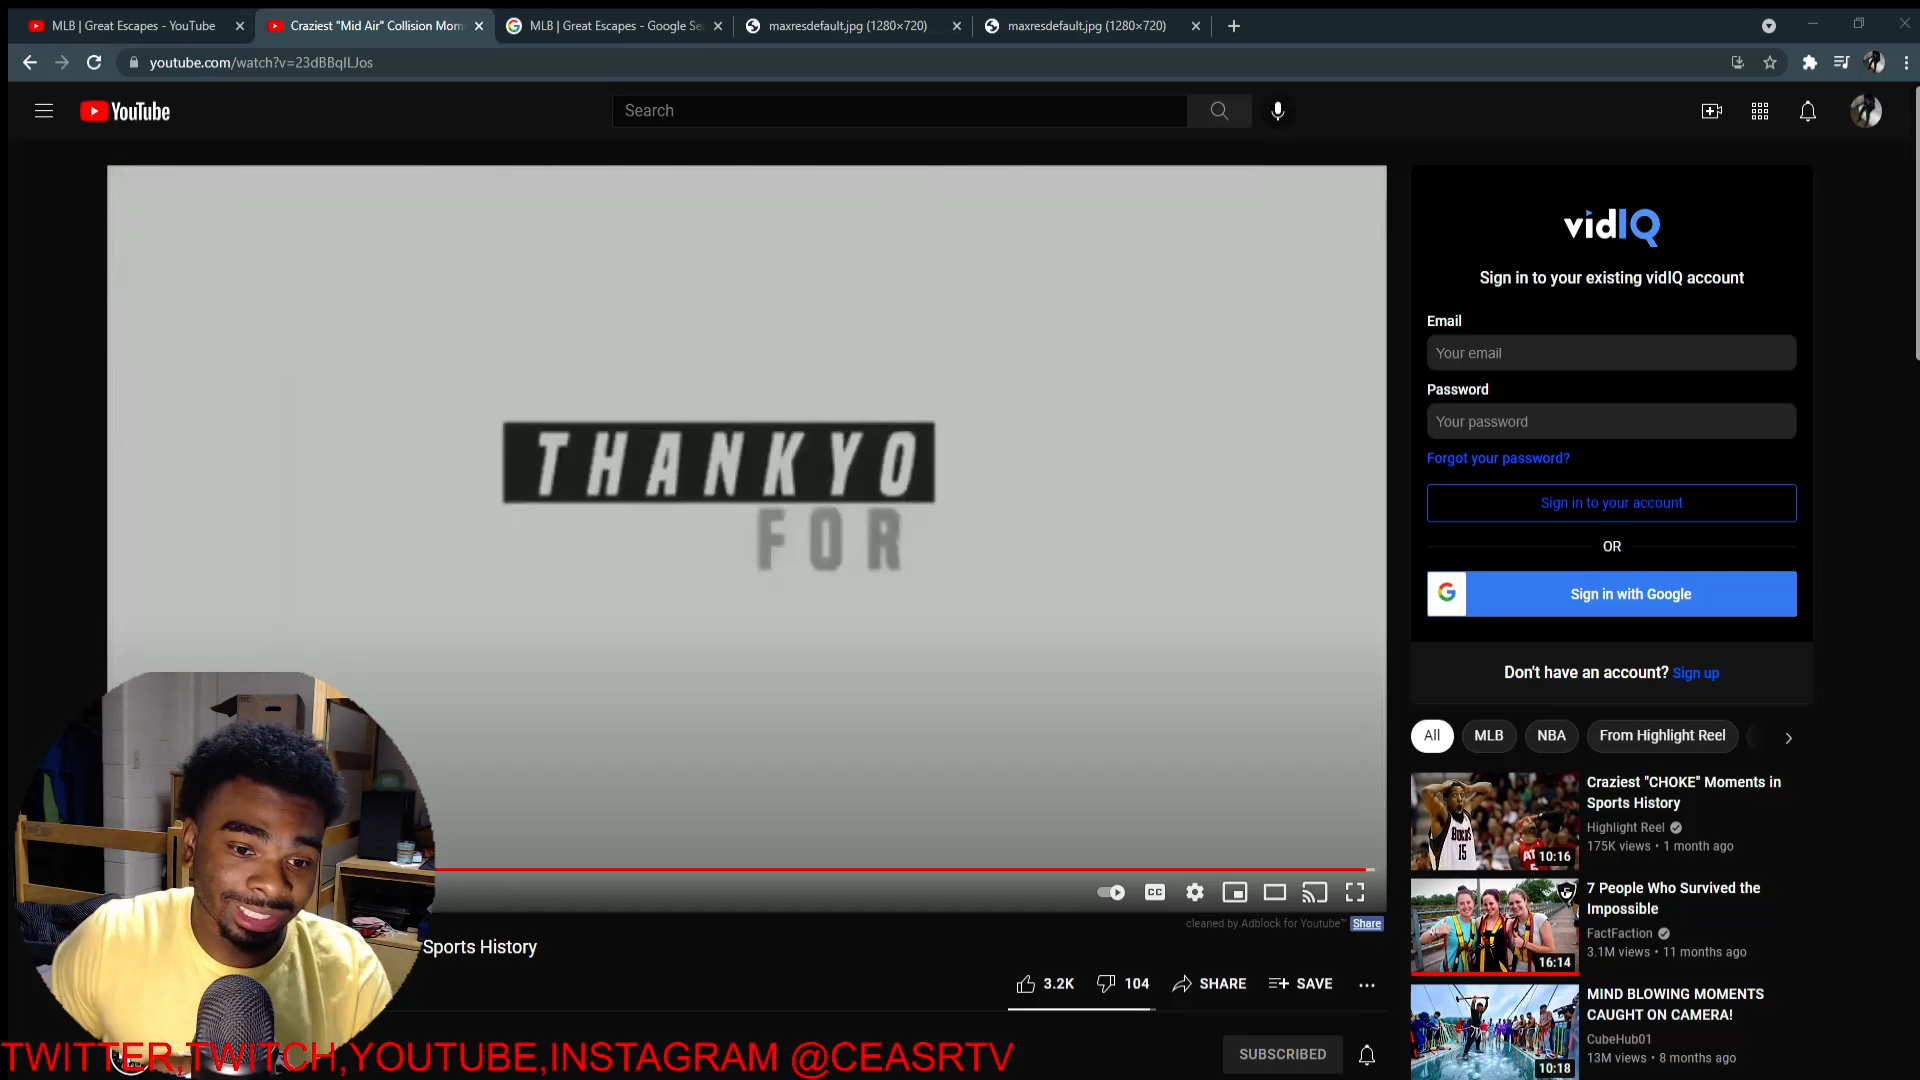 MLB | Great Escapes - YouTube
Craziest "Mid Air" Collision Mom
MLB | Great Escapes - Google Se
maxresdefault.jpg (1280×720)
maxresdefault.jpg (1280×720)
youtube.com/watch?v=23dBBqILJos
YouTube
Search
THANKYO
FOR
vidIQ
Sign in to your existing vidIQ account
Email
Your email
Password
Your password
Forgot your password?
Sign in to your account
OR
Sign in with Google
Don't have an account? Sign up
All
MLB
NBA
From Highlight Reel
CC
cleaned by Adblock for Youtube™
Share
Sports History
3.2K
104
SHARE
SAVE
SUBSCRIBED
BUCKS
15
10:16
Craziest "CHOKE" Moments in
Sports History
Highlight Reel
175K views • 1 month ago
16:14
7 People Who Survived the
Impossible
FactFaction
3.1M views • 11 months ago
10:18
MIND BLOWING MOMENTS
CAUGHT ON CAMERA!
CubeHub01
13M views • 8 months ago
TWITTER,TWITCH,YOUTUBE,INSTAGRAM @CEASRTV